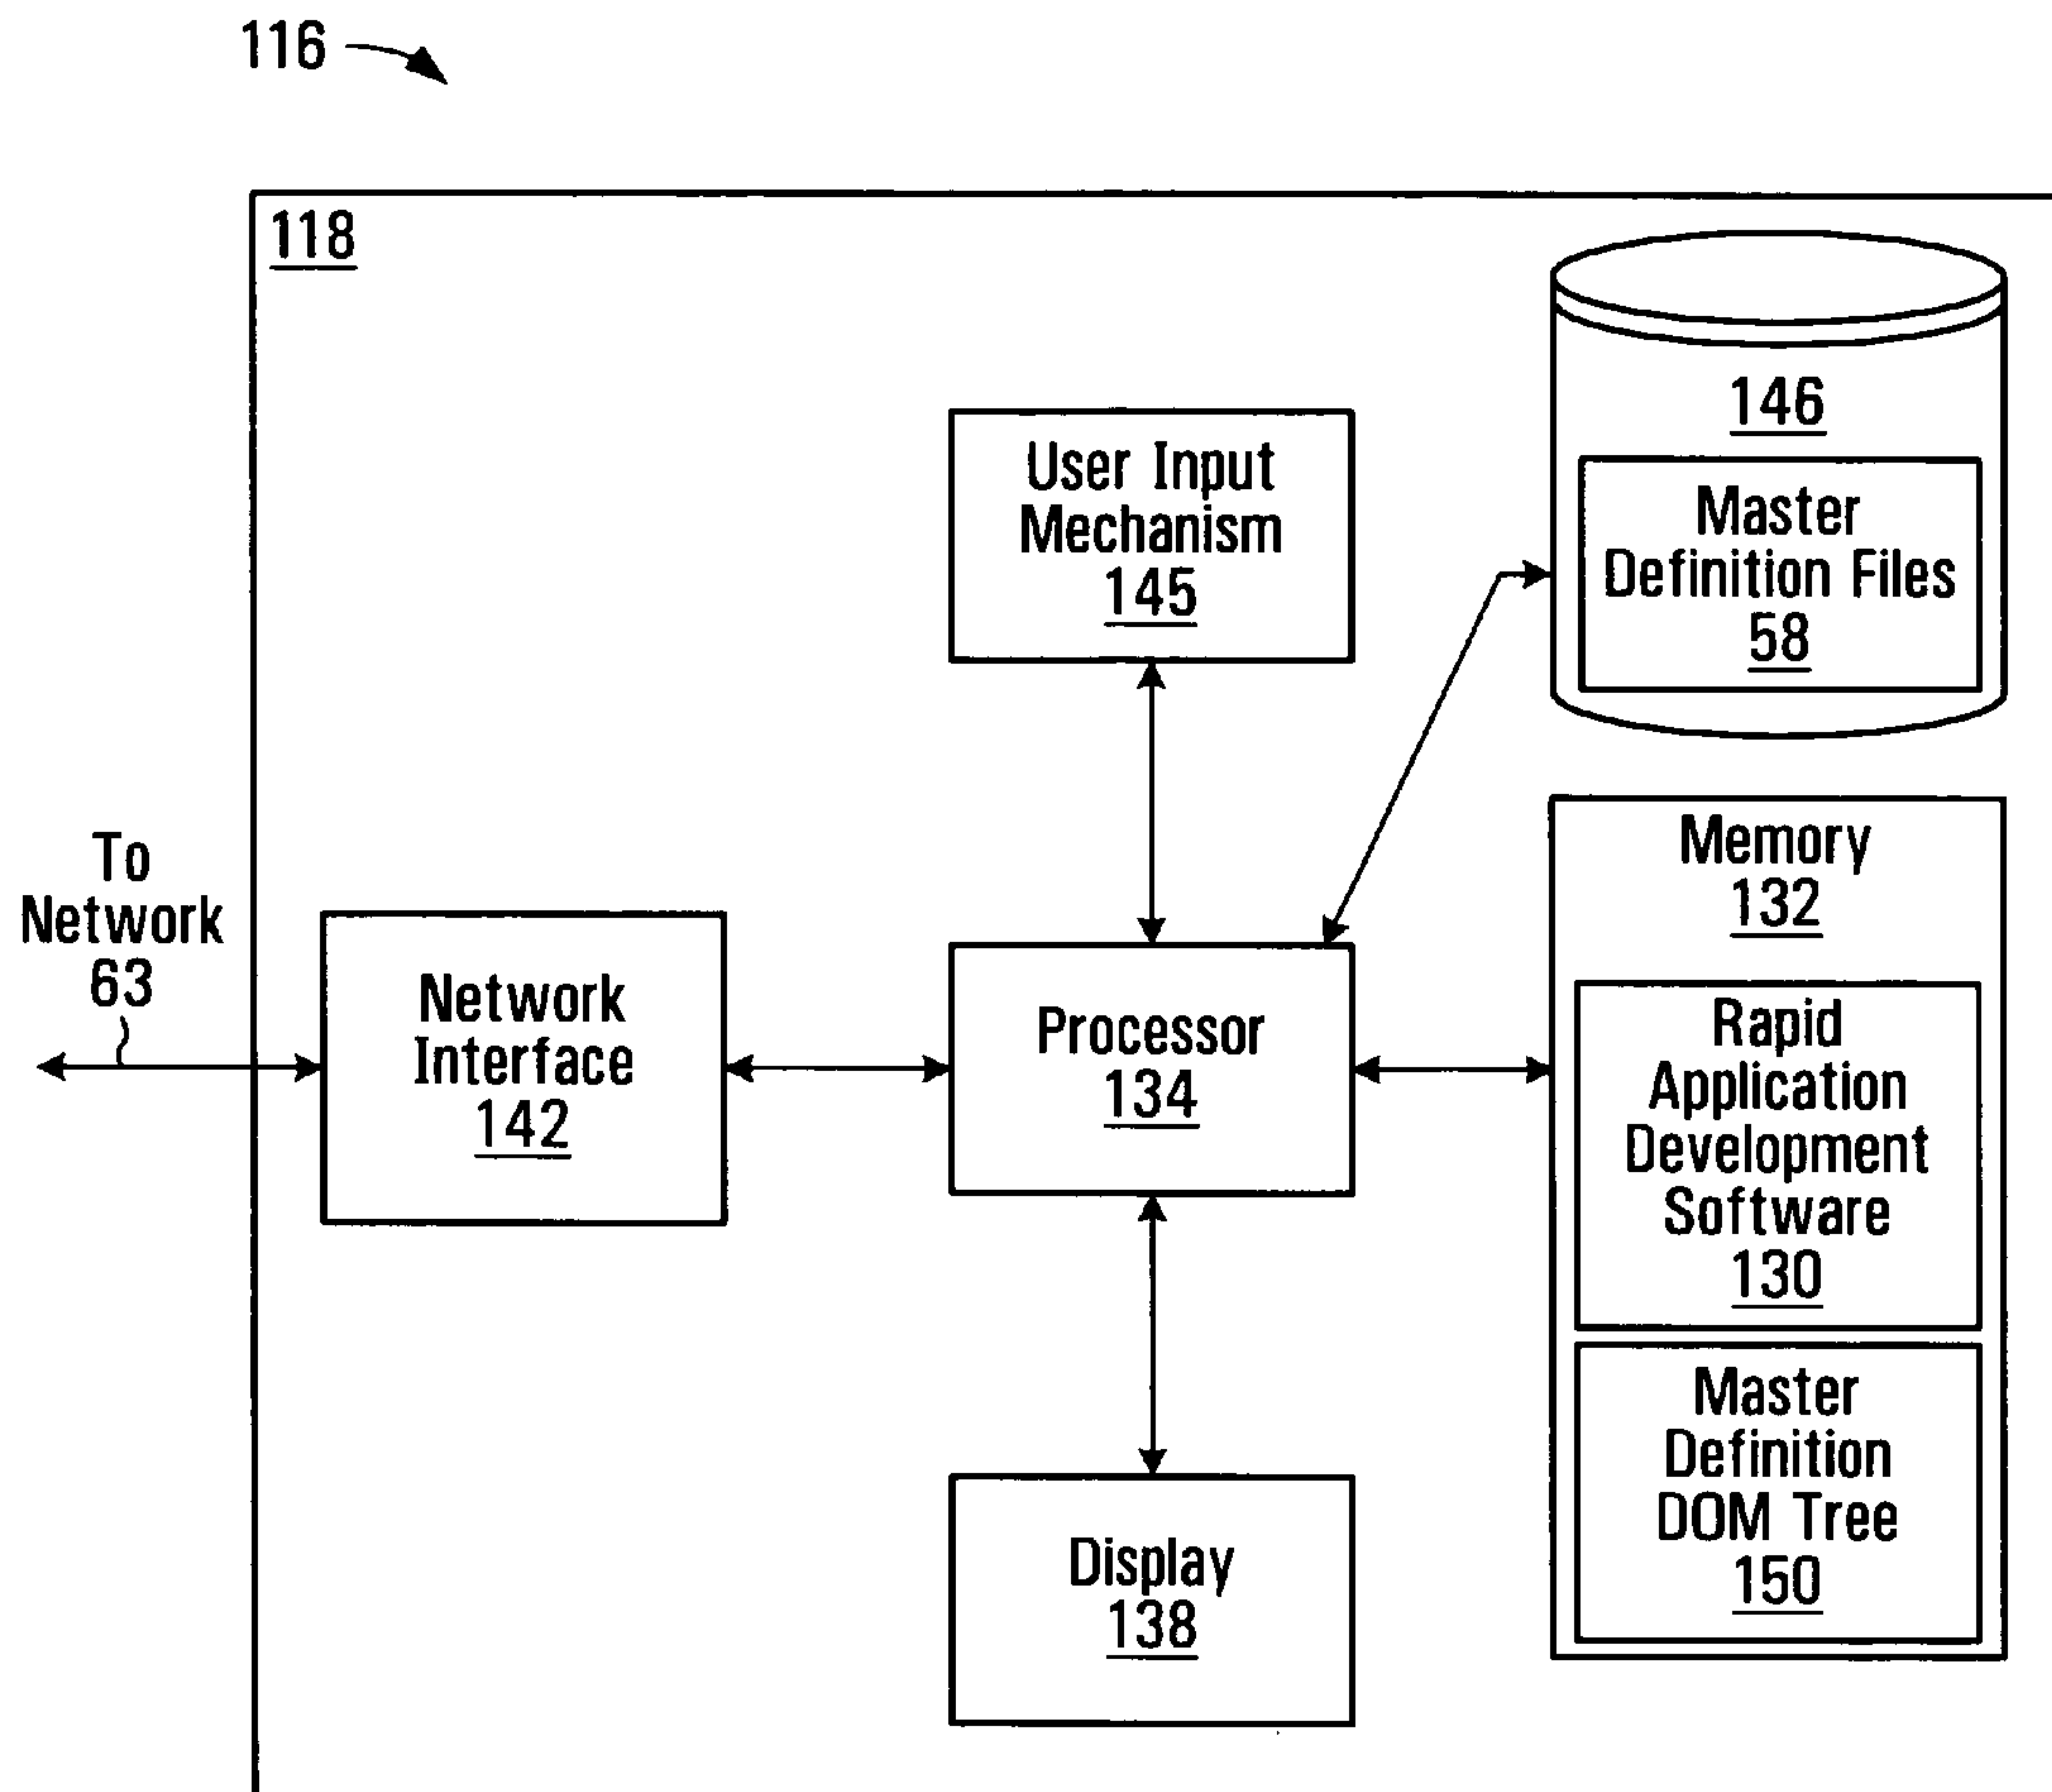 116
118
146
Master
Definition Files
58
User Input
Mechanism
145
To
Network
63
Network
Interface
142
Processor
134
Memory
132
Rapid
Application
Development
Software
130
Master
Definition
DOM Tree
150
Display
138